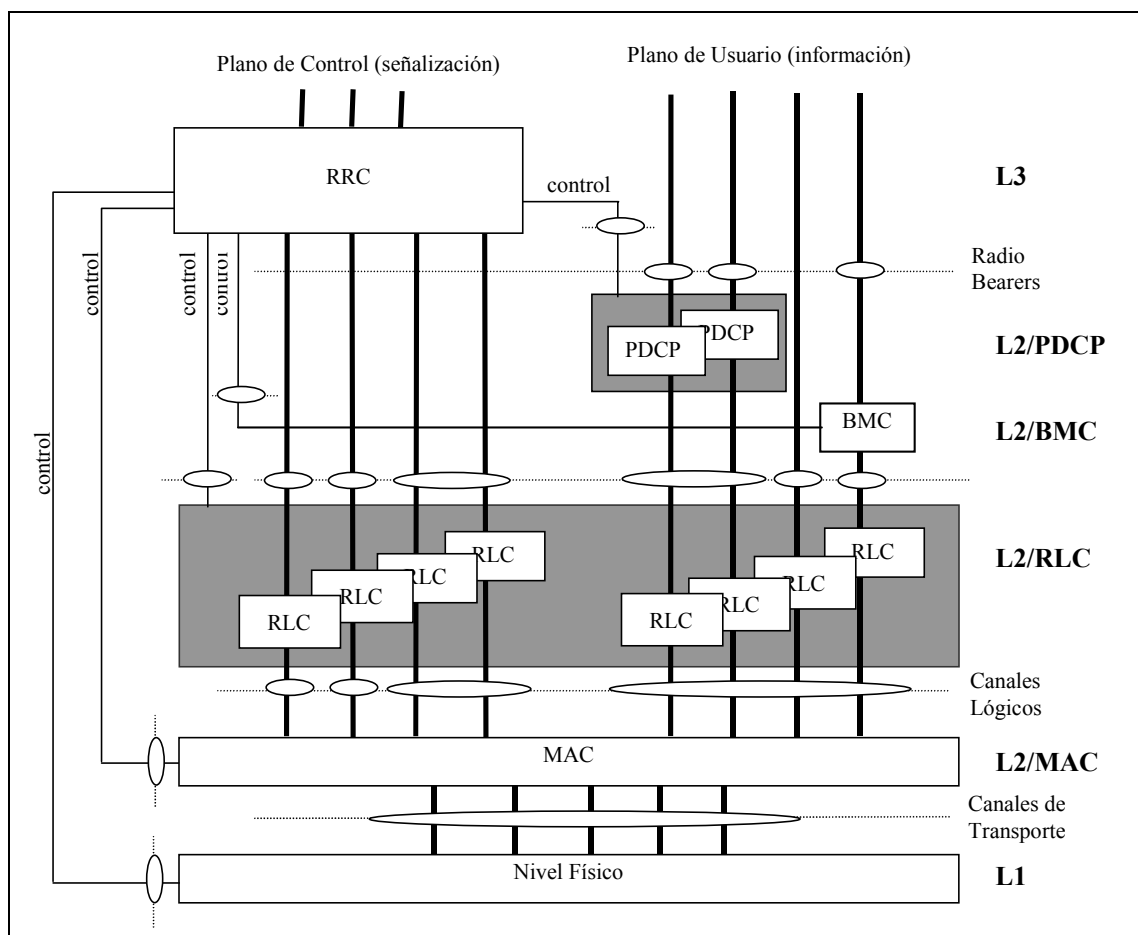 Plano de Control (señalización)
Plano de Usuario (información)
RRC
control
L3
control
control
control
control
Radio
Bearers
PDCP
PDCP
L2/PDCP
BMC
L2/BMC
RLC
RLC
RLC
RLC
RLC
RLC
RLC
RLC
L2/RLC
Canales
Lógicos
MAC
L2/MAC
Canales de
Transporte
Nivel Físico
L1